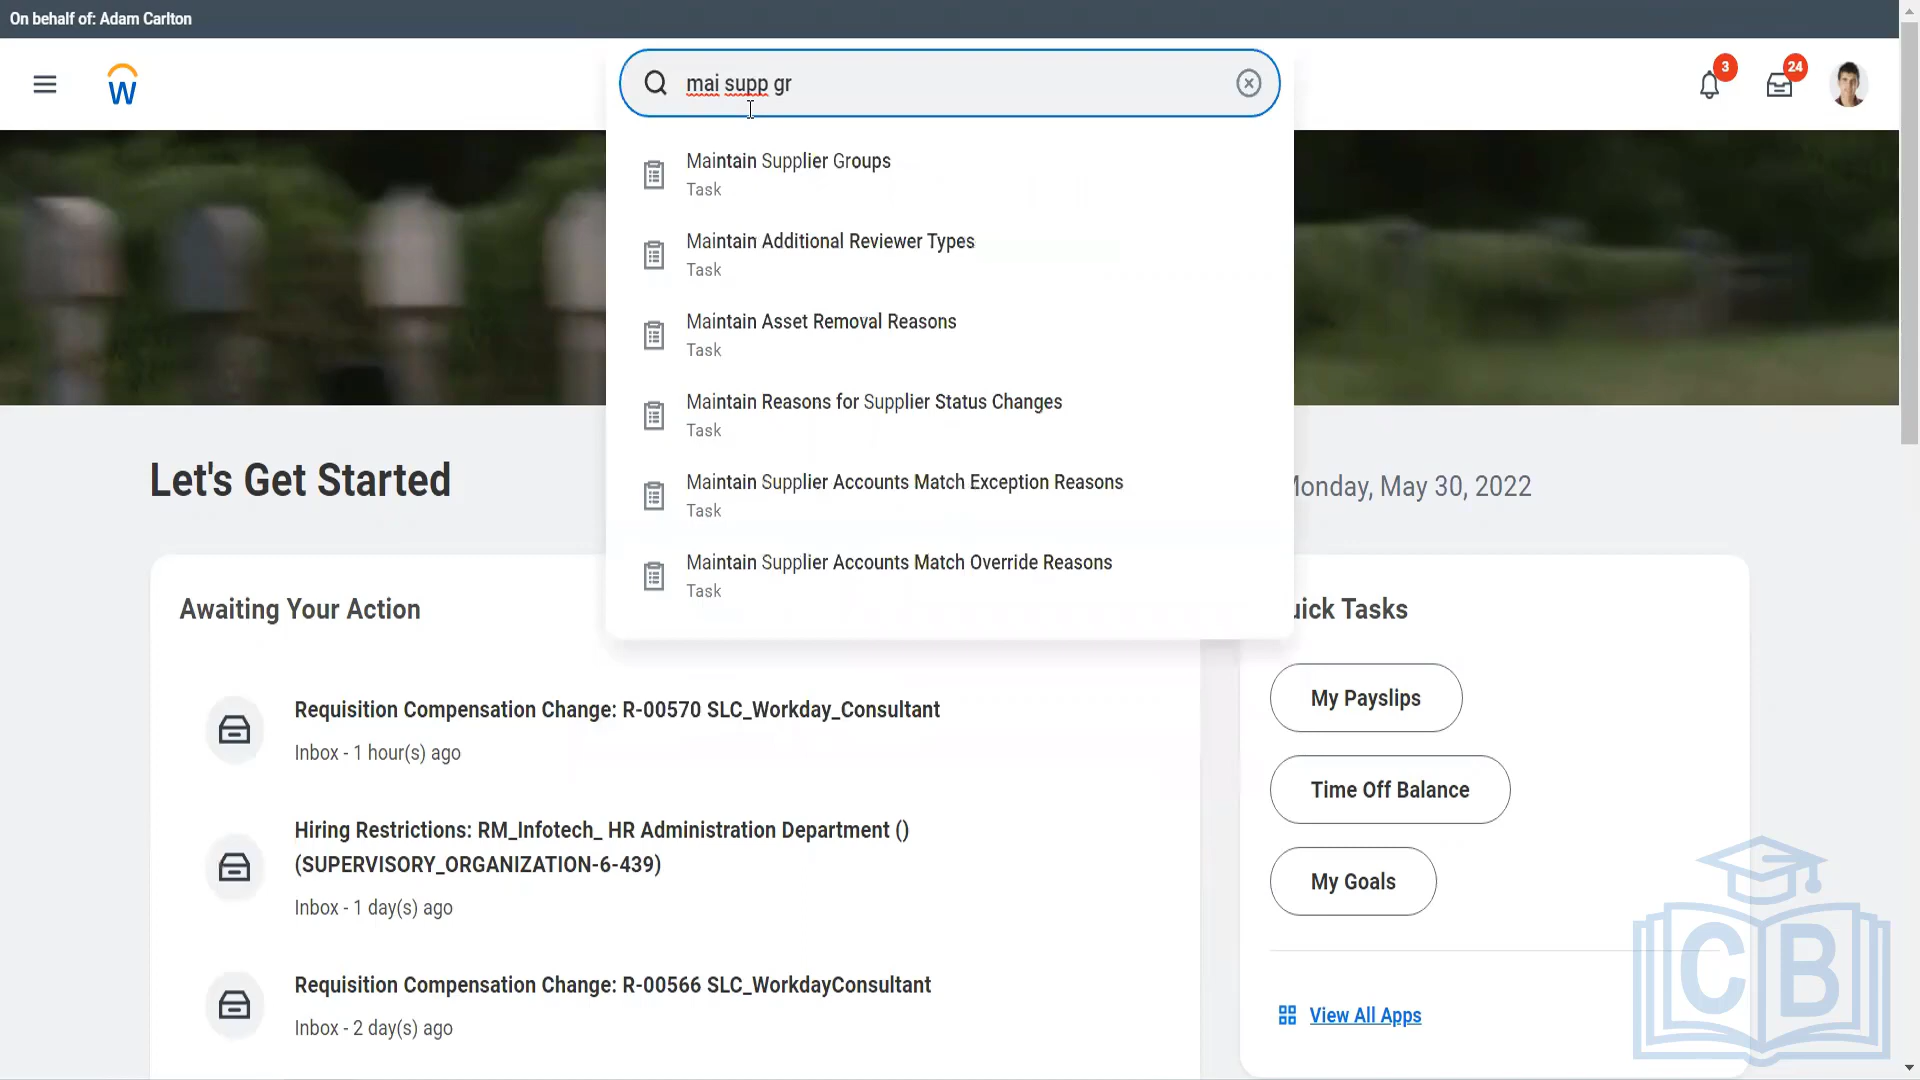 On behalf of: Adam Carlton
W
mai supp gr
3
24
Maintain Supplier Groups
Task
Maintain Additional Reviewer Types
Task
Maintain Asset Removal Reasons
Task
Maintain Reasons for Supplier Status Changes
Task
Maintain Supplier Accounts Match Exception Reasons
Task
Maintain Supplier Accounts Match Override Reasons
Task
Let's Get Started
Monday, May 30, 2022
Awaiting Your Action
Requisition Compensation Change: R-00570 SLC_Workday_Consultant
Inbox - 1 hour(s) ago
Hiring Restrictions: RM_Infotech_ HR Administration Department ()
(SUPERVISORY_ORGANIZATION-6-439)
Inbox - 1 day(s) ago
Requisition Compensation Change: R-00566 SLC_WorkdayConsultant
Inbox - 2 day(s) ago
uick Tasks
My Payslips
Time Off Balance
My Goals
View All Apps
CB